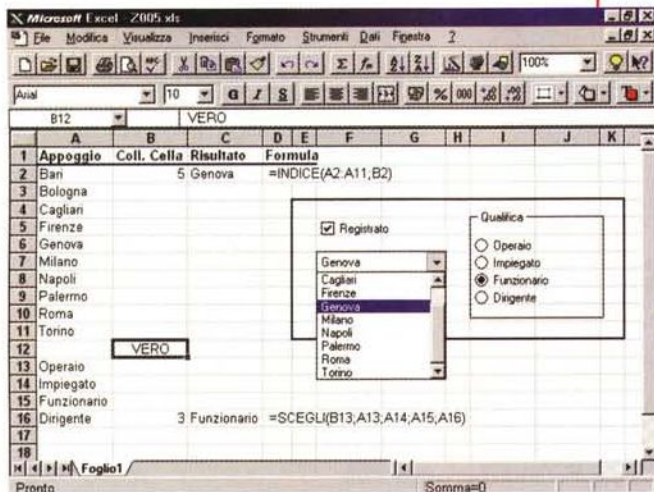 Microsoft Excel - Z005.xls
File Modifica Visualizza Inserisci Formato Strumenti Dati Finestra ?
100%
Arial 10 G I S % 000
B12 VERO
A B C D E F G H I J K
1 Appoggio Coll. Cella Risultato Formula
2 Bari 5 Genova =INDICE(A2:A11;B2)
3 Bologna
4 Cagliari
5 Firenze
6 Genova
7 Milano
8 Napoli
9 Palermo
10 Roma
11 Torino
12 VERO
13 Operaio
14 Impiegato
15 Funzionario
16 Dirigente 3 Funzionario =SCEGLI(B13;A13;A14;A15;A16)
17
18
Registrato
Genova
Cagliari
Firenze
Genova
Milano
Napoli
Palermo
Roma
Torino
Qualifica
Operaio
Impiegato
Funzionario
Dirigente
Foglio1
Pronto Somma=0